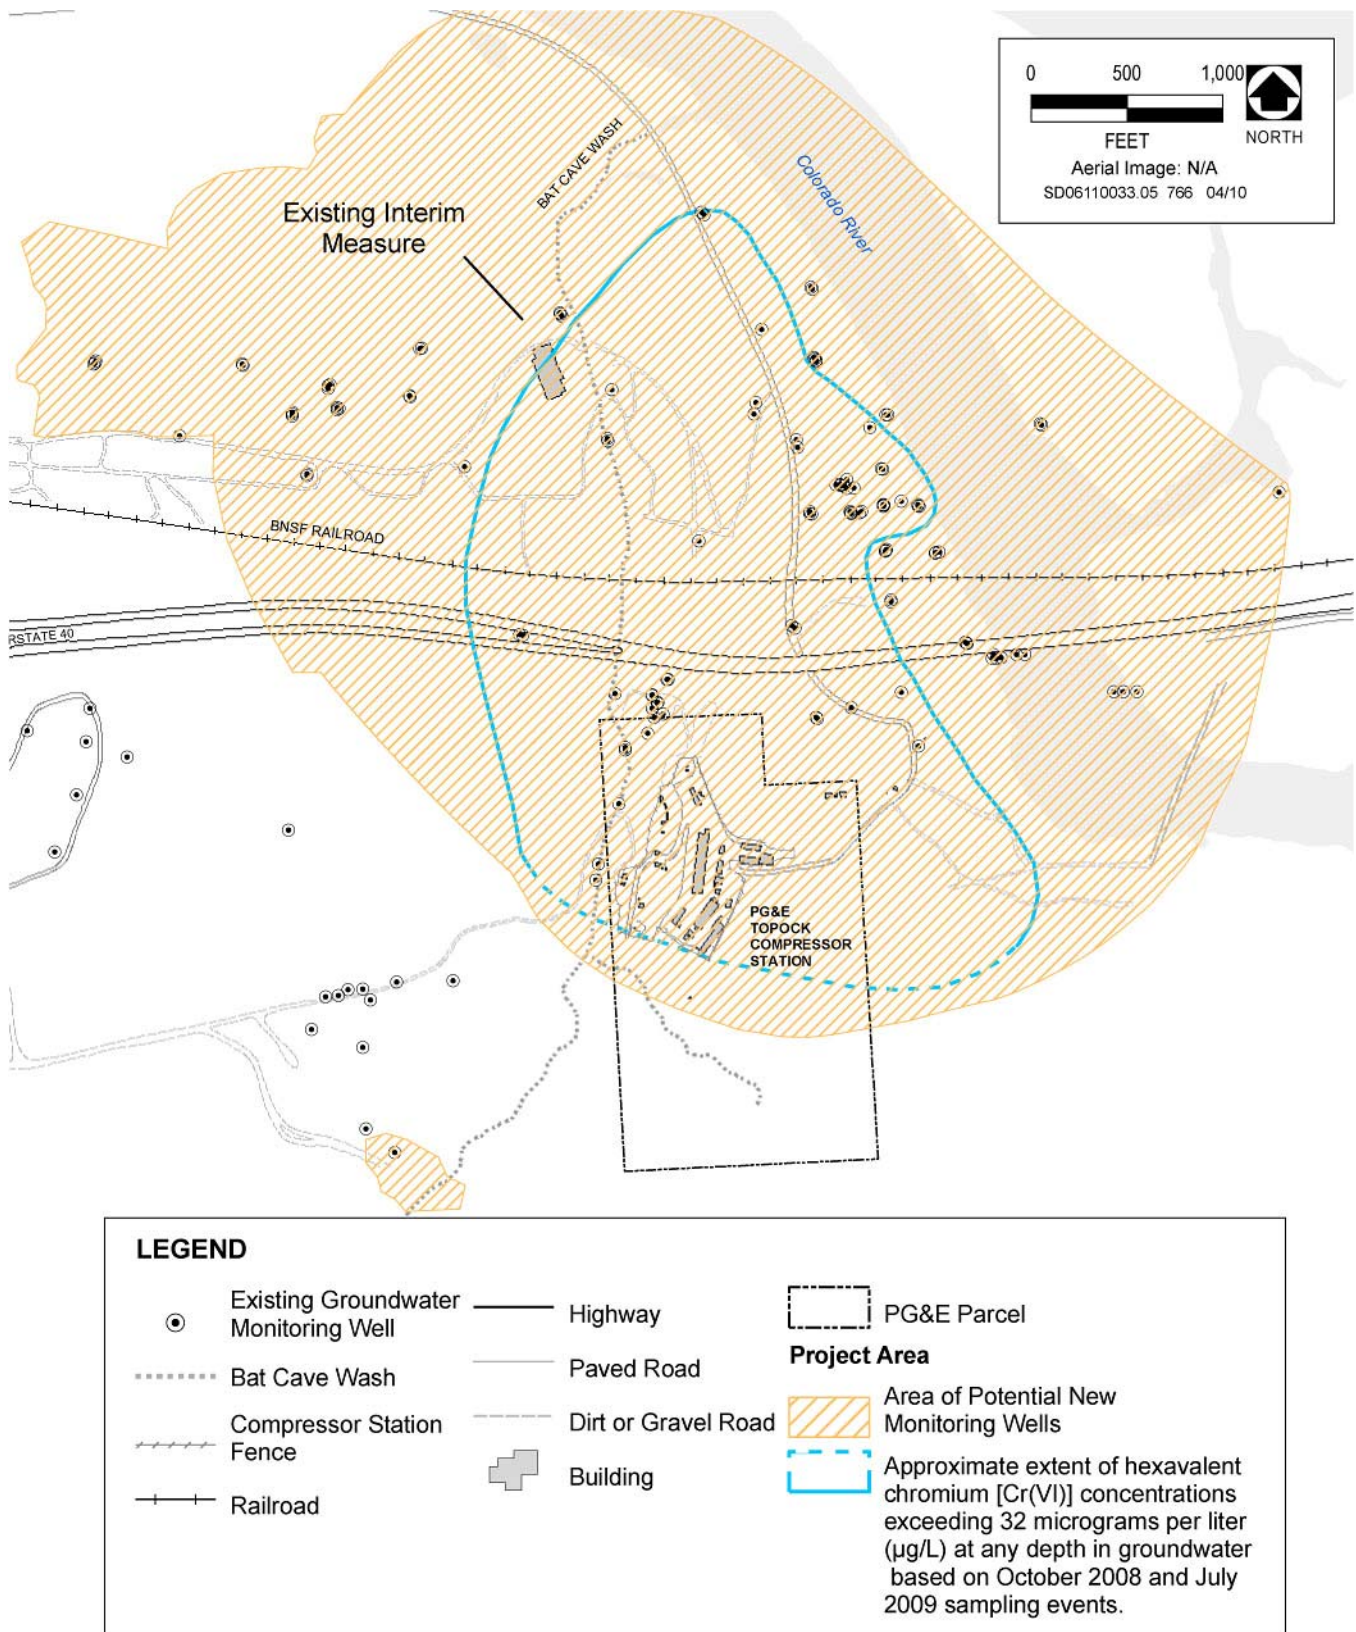 0 500 1,000
FEET
NORTH
Aerial Image: N/A
SD06110033.05 766 04/10
BAT CAVE WASH
Colorado River
Existing Interim
Measure
BNSF RAILROAD
RSTATE 40
PG&E
TOPOCK
COMPRESSOR
STATION
LEGEND
Existing Groundwater
Monitoring Well
Bat Cave Wash
Compressor Station
Fence
Railroad
Highway
Paved Road
Dirt or Gravel Road
Building
PG&E Parcel
Project Area
Area of Potential New
Monitoring Wells
Approximate extent of hexavalent
chromium [Cr(VI)] concentrations
exceeding 32 micrograms per liter
(µg/L) at any depth in groundwater
based on October 2008 and July
2009 sampling events.